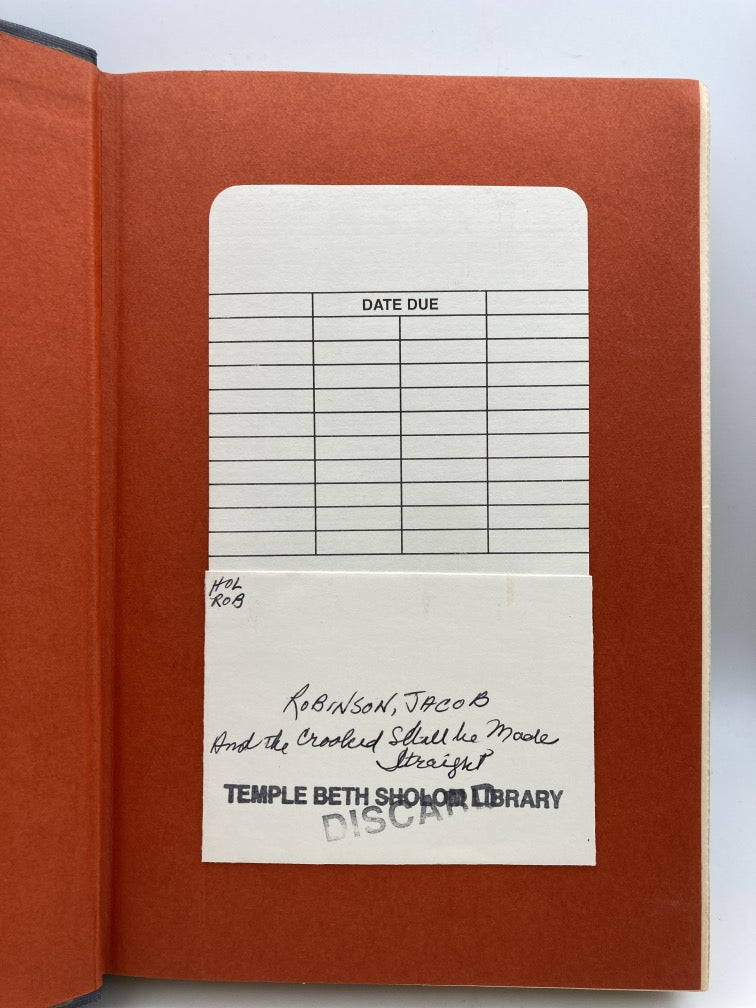 DATE DUE
HOL
ROB
ROBINSON, JACOB
And the Crooked Shall be Made
Straight
TEMPLE BETH SHOLOM LIBRARY
DISCARD